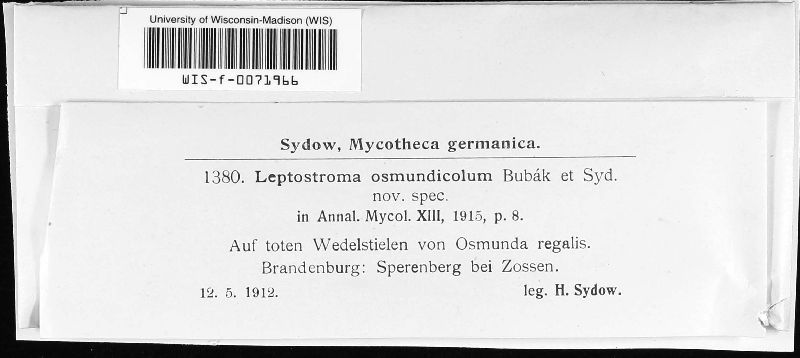 University of Wisconsin-Madison (WIS)
WIS-f-0071966
Sydow, Mycotheca germanica.
1380. Leptostroma osmundicolum Bubák et Syd.
nov. spec.
in Annal. Mycol. XIII, 1915, p. 8.
Auf toten Wedelstielen von Osmunda regalis.
Brandenburg: Sperenberg bei Zossen.
12. 5. 1912. leg. H. Sydow.